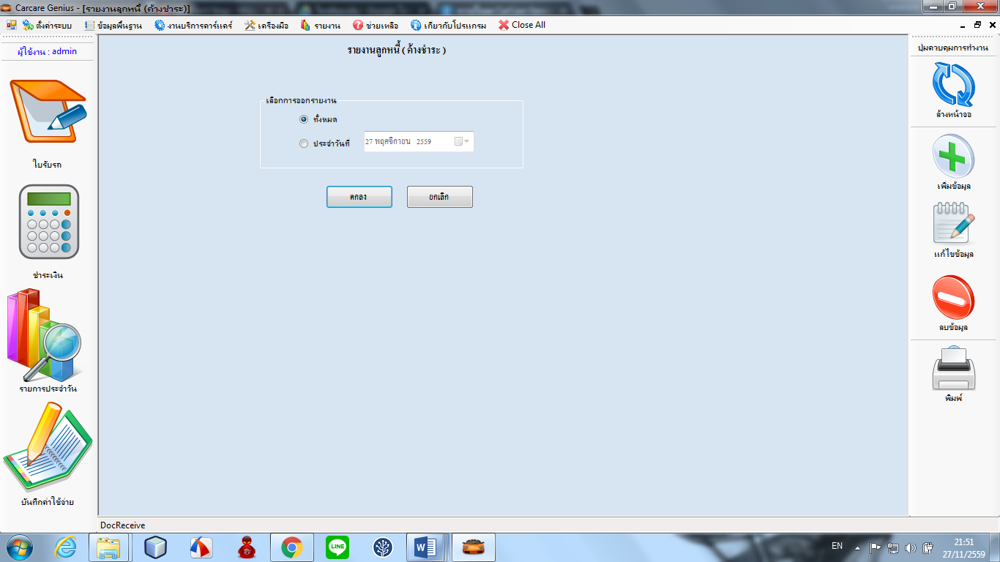 Carcare Genius - [รายงานลูกหนี้ (ค้างชำระ)]
ตั้งค่าระบบ ข้อมูลพื้นฐาน งานบริการคาร์แคร์ เครื่องมือ รายงาน ช่วยเหลือ เกี่ยวกับโปรแกรม Close All
ผู้ใช้งาน : admin
ใบรับรถ
ชำระเงิน
รายการประจำวัน
บันทึกค่าใช้จ่าย
รายงานลูกหนี้ ( ค้างชำระ )
เลือกการออกรายงาน
ทั้งหมด
ประจำวันที่ 27 พฤศจิกายน 2559
ตกลง ยกเลิก
ปุ่มควบคุมการทำงาน
ล้างหน้าจอ
เพิ่มข้อมูล
แก้ไขข้อมูล
ลบข้อมูล
พิมพ์
DocReceive
LINE
W
EN
21:51
27/11/2559